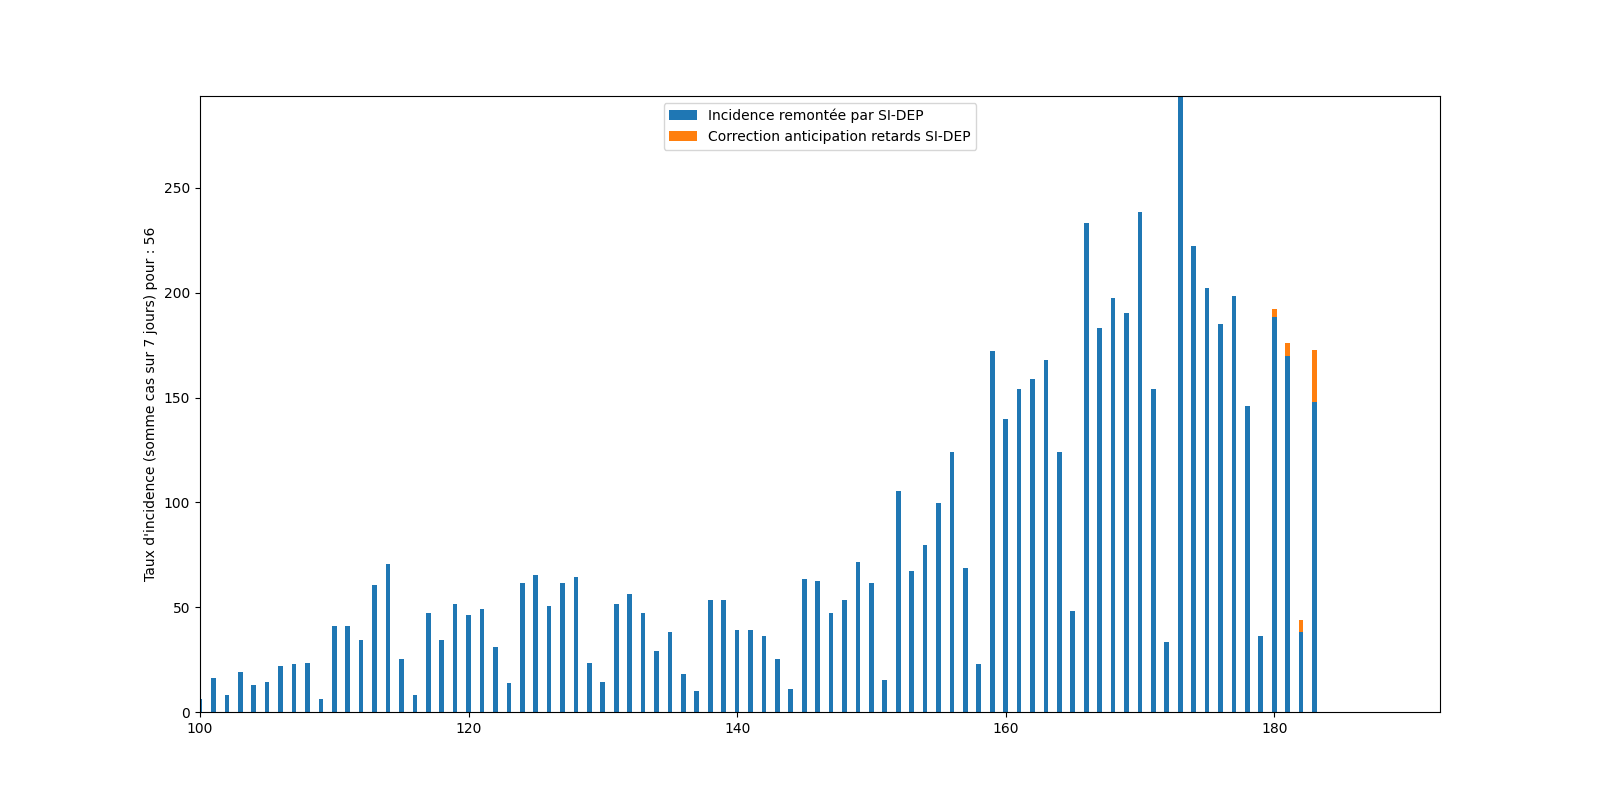 Incidence remontée par SI-DEP
Correction anticipation retards SI-DEP
Taux d'incidence (somme cas sur 7 jours) pour : 56
250
200
150
100
50
0
100 120 140 160 180